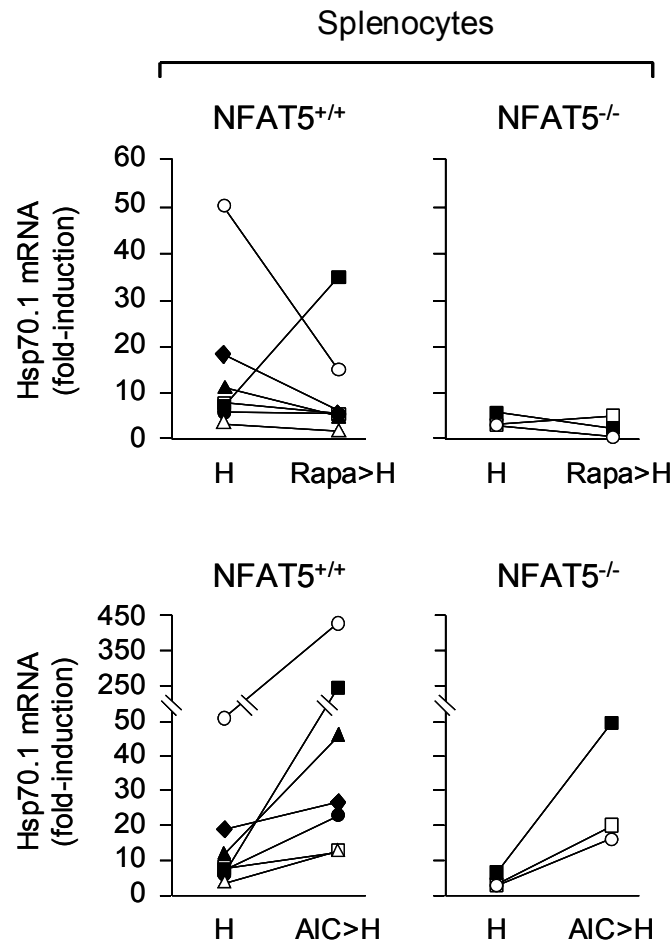 Splenocytes
NFAT5+/+ NFAT5-/-
Hsp70.1 mRNA
(fold-induction)
60
50
40
30
20
10
0
H Rapa>H H Rapa>H
NFAT5+/+ NFAT5-/-
Hsp70.1 mRNA
(fold-induction)
450
350
250
50
40
30
20
10
0
H AIC>H H AIC>H